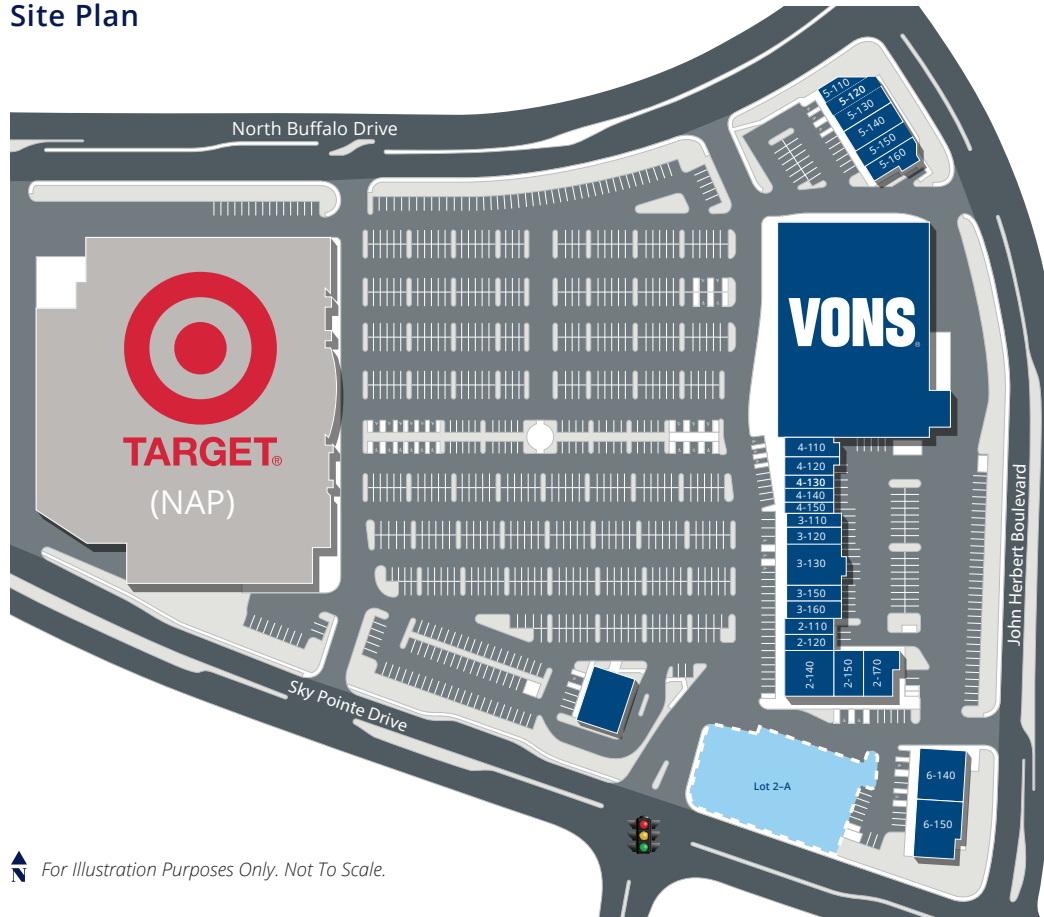 Site Plan
North Buffalo Drive
5-110
5-120
5-130
5-140
5-150
5-160
VONS®
TARGET®
(NAP)
4-110
4-120
4-130
4-140
4-150
3-110
3-120
3-130
3-150
3-160
2-110
2-120
2-140
2-150
2-170
John Herbert Boulevard
Sky Pointe Drive
Lot 2–A
6-140
6-150
N
For Illustration Purposes Only. Not To Scale.